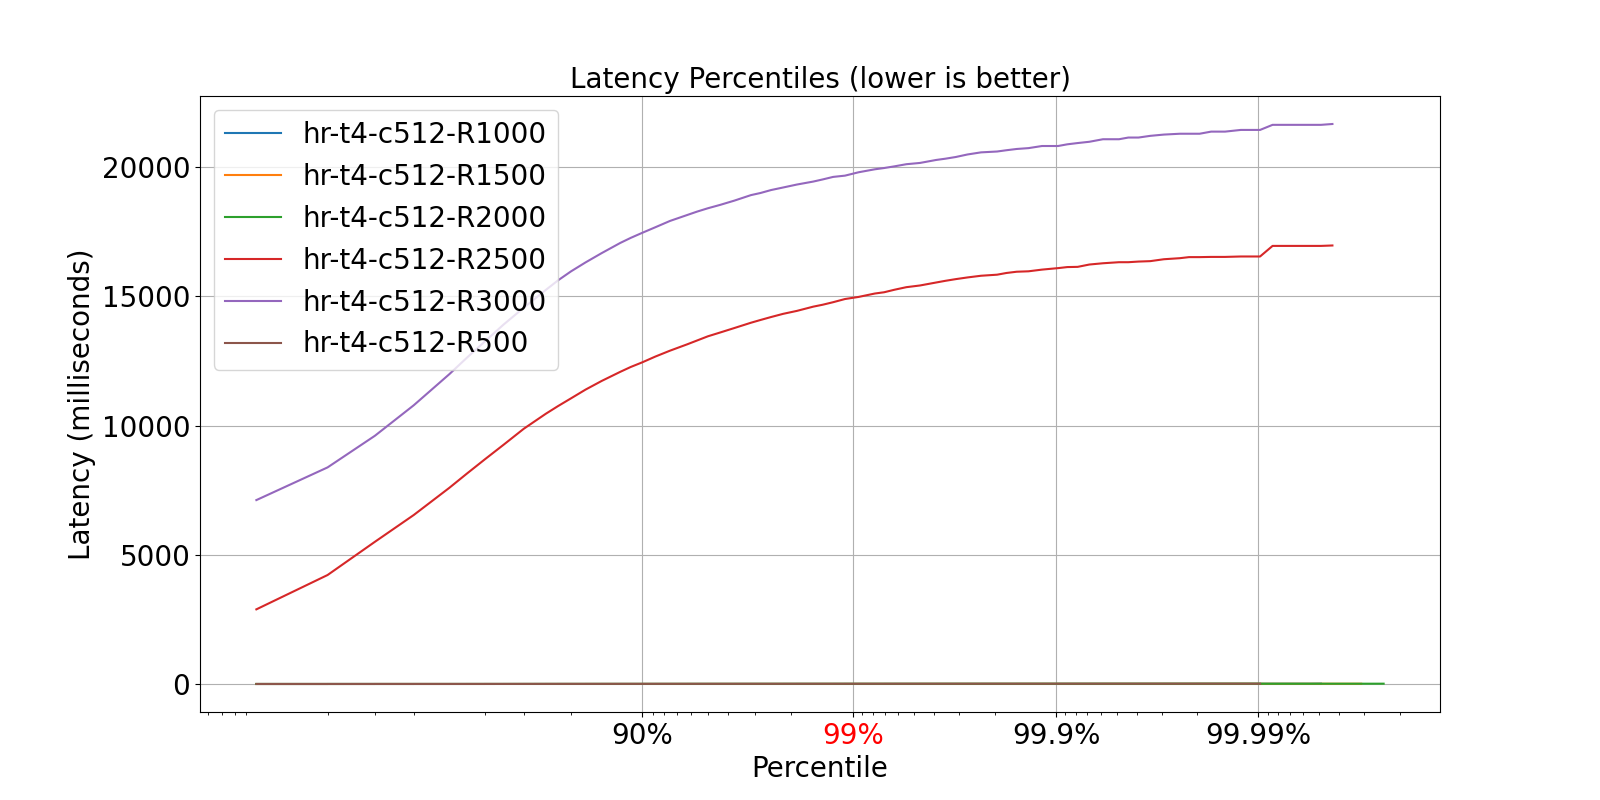 Latency Percentiles (lower is better)
hr-t4-c512-R1000
hr-t4-c512-R1500
hr-t4-c512-R2000
hr-t4-c512-R2500
hr-t4-c512-R3000
hr-t4-c512-R500
Latency (milliseconds)
20000
15000
10000
5000
0
90% 99% 99.9% 99.99%
Percentile